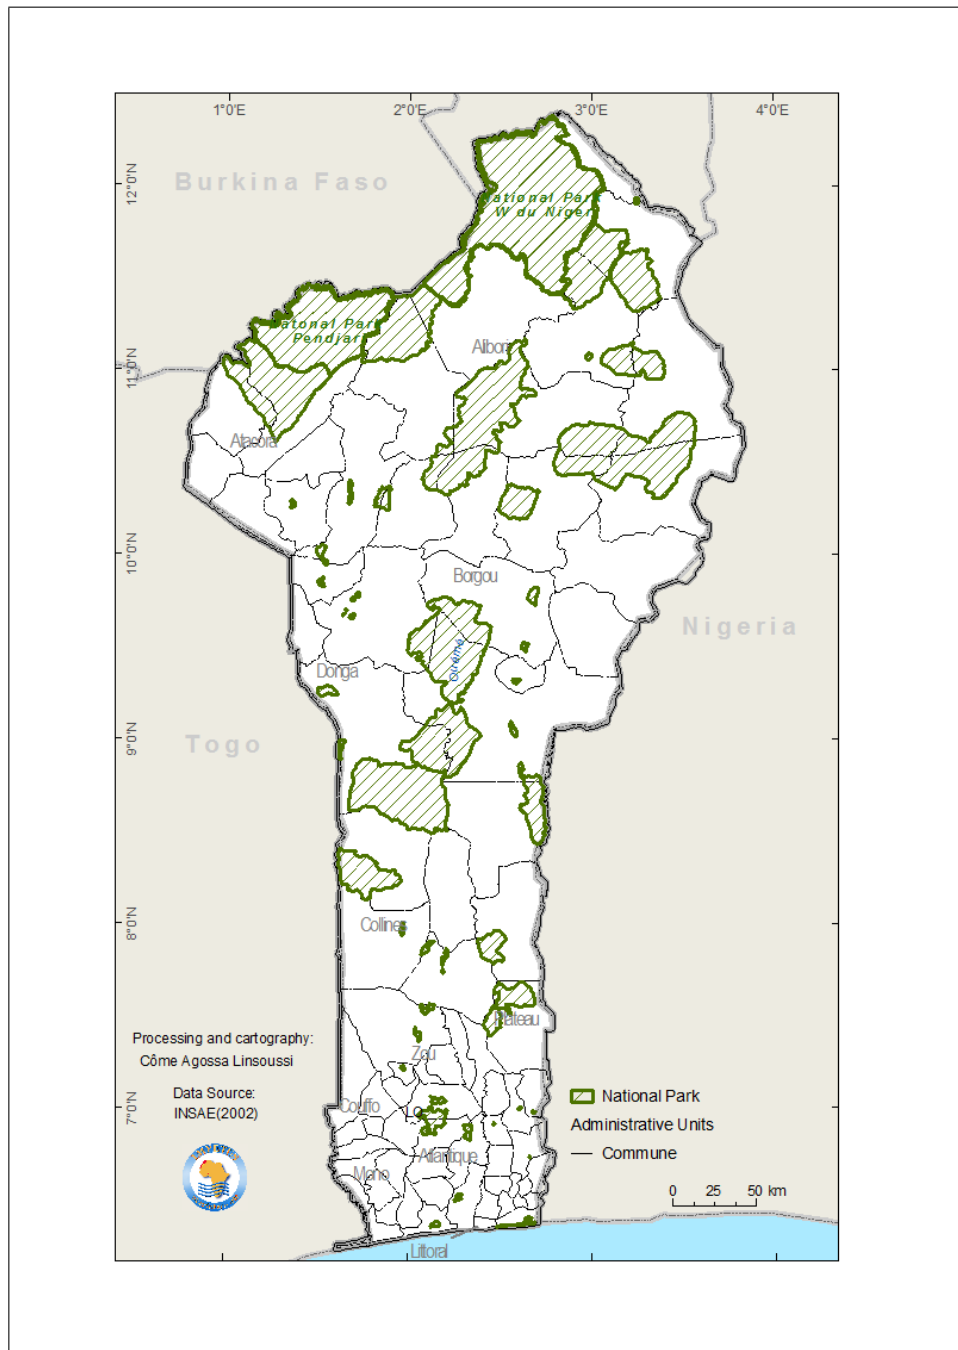 1°0'E
2°0'E
3°0'E
4°0'E
12°0'N
11°0'N
10°0'N
9°0'N
8°0'N
7°0'N
Burkina Faso
National Park
W du Niger
Natonal Park
Pendjari
Alibori
Atacora
Borgou
Nigeria
Ouémé
Donga
Togo
Collines
Plateau
Zou
Couffo
LO
Atlantique
Mono
Littoral
Processing and cartography:
Côme Agossa Linsoussi
Data Source:
INSAE(2002)
National Park
Administrative Units
Commune
0 25 50 km